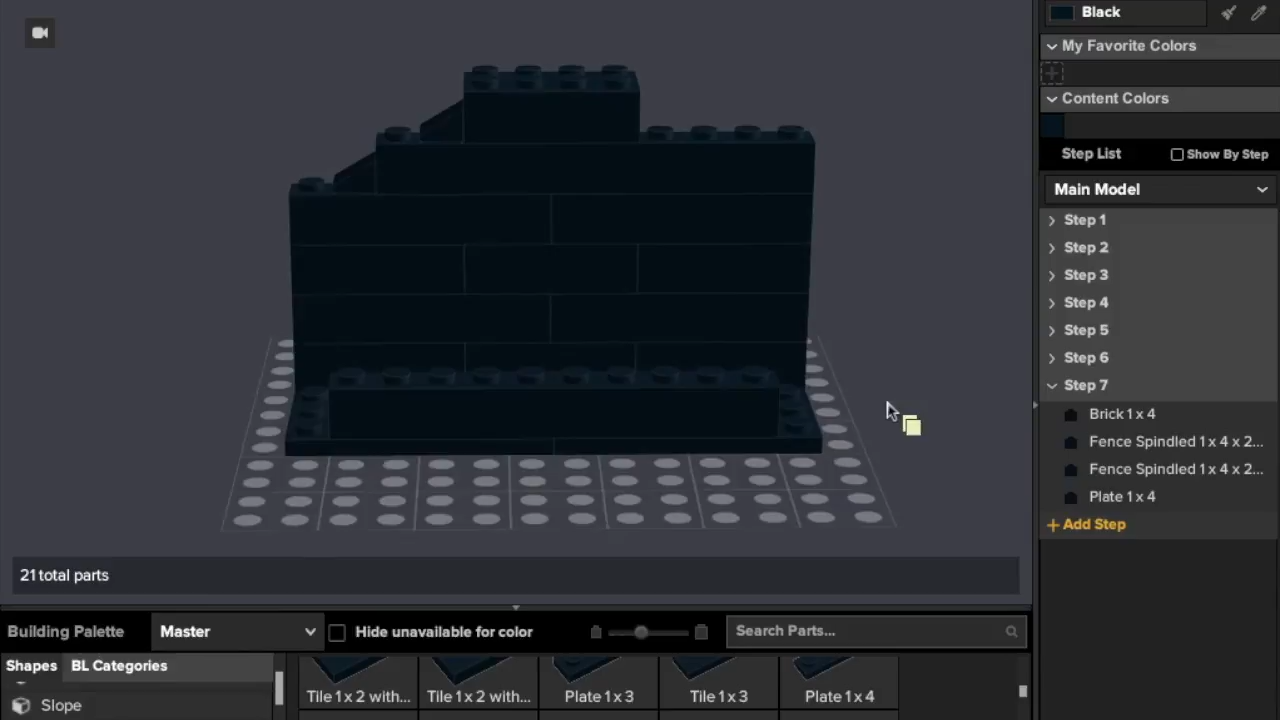 Black
My Favorite Colors
Content Colors
Step List
Show By Step
Main Model
Step 1
Step 2
Step 3
Step 4
Step 5
Step 6
Step 7
Brick 1 x 4
Fence Spindled 1 x 4 x 2...
Fence Spindled 1 x 4 x 2...
Plate 1 x 4
+ Add Step
21 total parts
Building Palette
Master
Hide unavailable for color
Search Parts...
Shapes
BL Categories
Slope
Tile 1 x 2 with...
Tile 1 x 2 with...
Plate 1 x 3
Tile 1 x 3
Plate 1 x 4